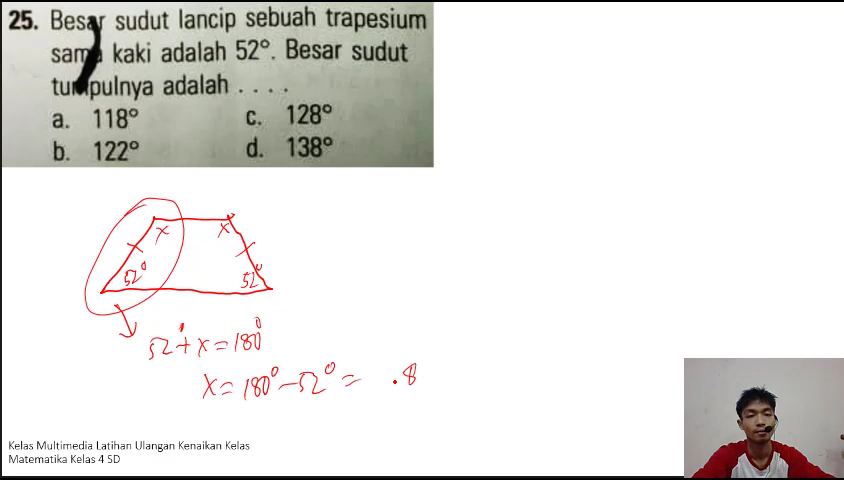 25. Besar sudut lancip sebuah trapesium
sama kaki adalah 52°. Besar sudut
tumpulnya adalah . . . .
a. 118° c. 128°
b. 122° d. 138°
x x
52° 52°
52° + x = 180°
x = 180° - 52° = .8
Kelas Multimedia Latihan Ulangan Kenaikan Kelas
Matematika Kelas 4 SD